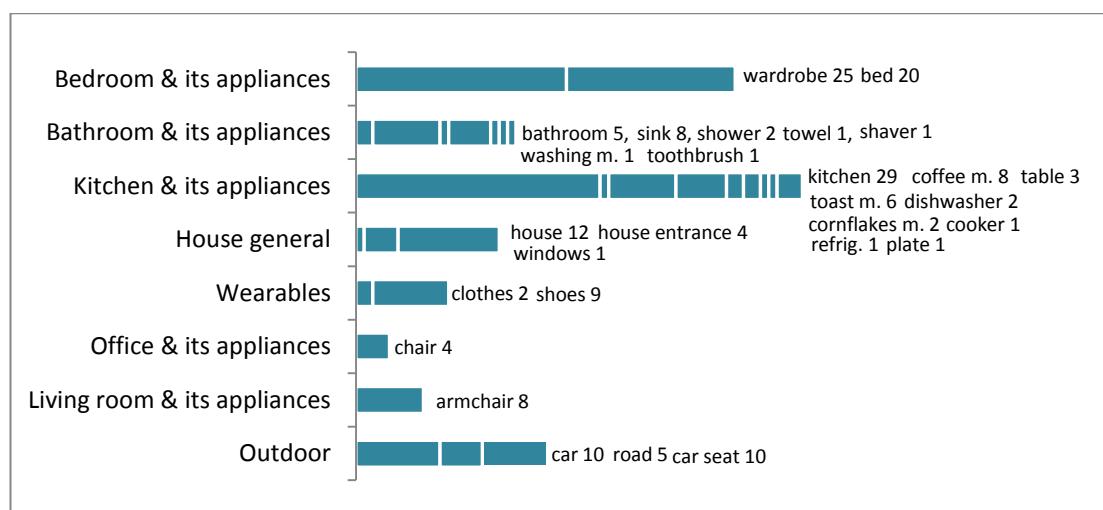 Bedroom & its appliances
wardrobe 25 bed 20
Bathroom & its appliances
bathroom 5, sink 8, shower 2 towel 1, shaver 1
washing m. 1 toothbrush 1
Kitchen & its appliances
kitchen 29 coffee m. 8 table 3
toast m. 6 dishwasher 2
cornflakes m. 2 cooker 1
refrig. 1 plate 1
House general
house 12 house entrance 4
windows 1
Wearables
clothes 2 shoes 9
Office & its appliances
chair 4
Living room & its appliances
armchair 8
Outdoor
car 10 road 5 car seat 10